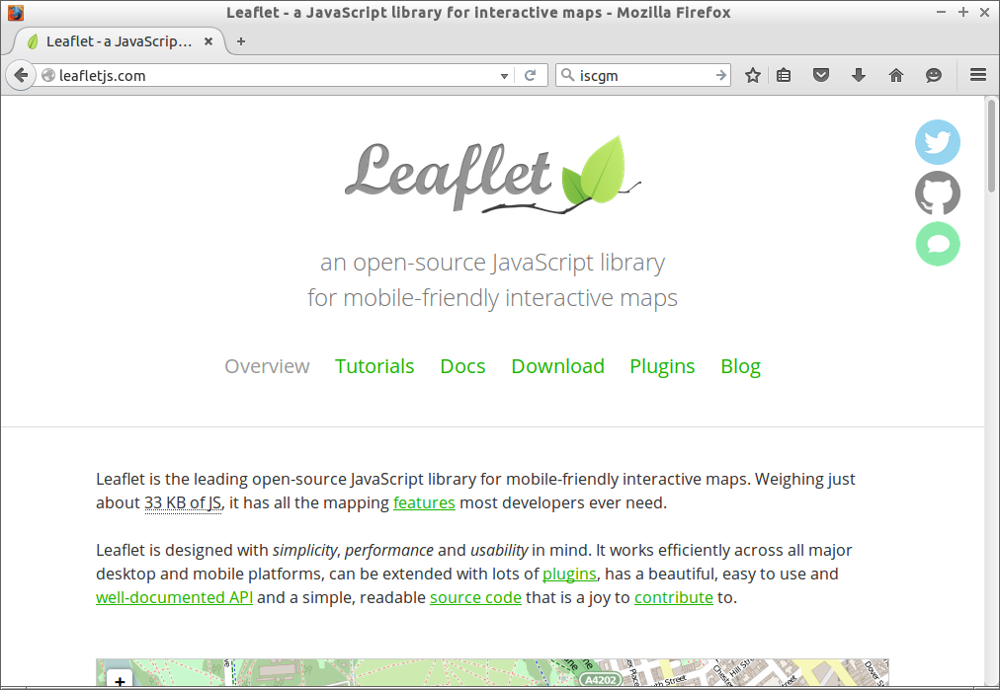 Leaflet - a JavaScript library for interactive maps - Mozilla Firefox
Leaflet - a JavaScrip...
leafletjs.com
iscgm
Leaflet
an open-source JavaScript library
for mobile-friendly interactive maps
Overview Tutorials Docs Download Plugins Blog
Leaflet is the leading open-source JavaScript library for mobile-friendly interactive maps. Weighing just
about 33 KB of JS, it has all the mapping features most developers ever need.
Leaflet is designed with simplicity, performance and usability in mind. It works efficiently across all major
desktop and mobile platforms, can be extended with lots of plugins, has a beautiful, easy to use and
well-documented API and a simple, readable source code that is a joy to contribute to.
+
A4202